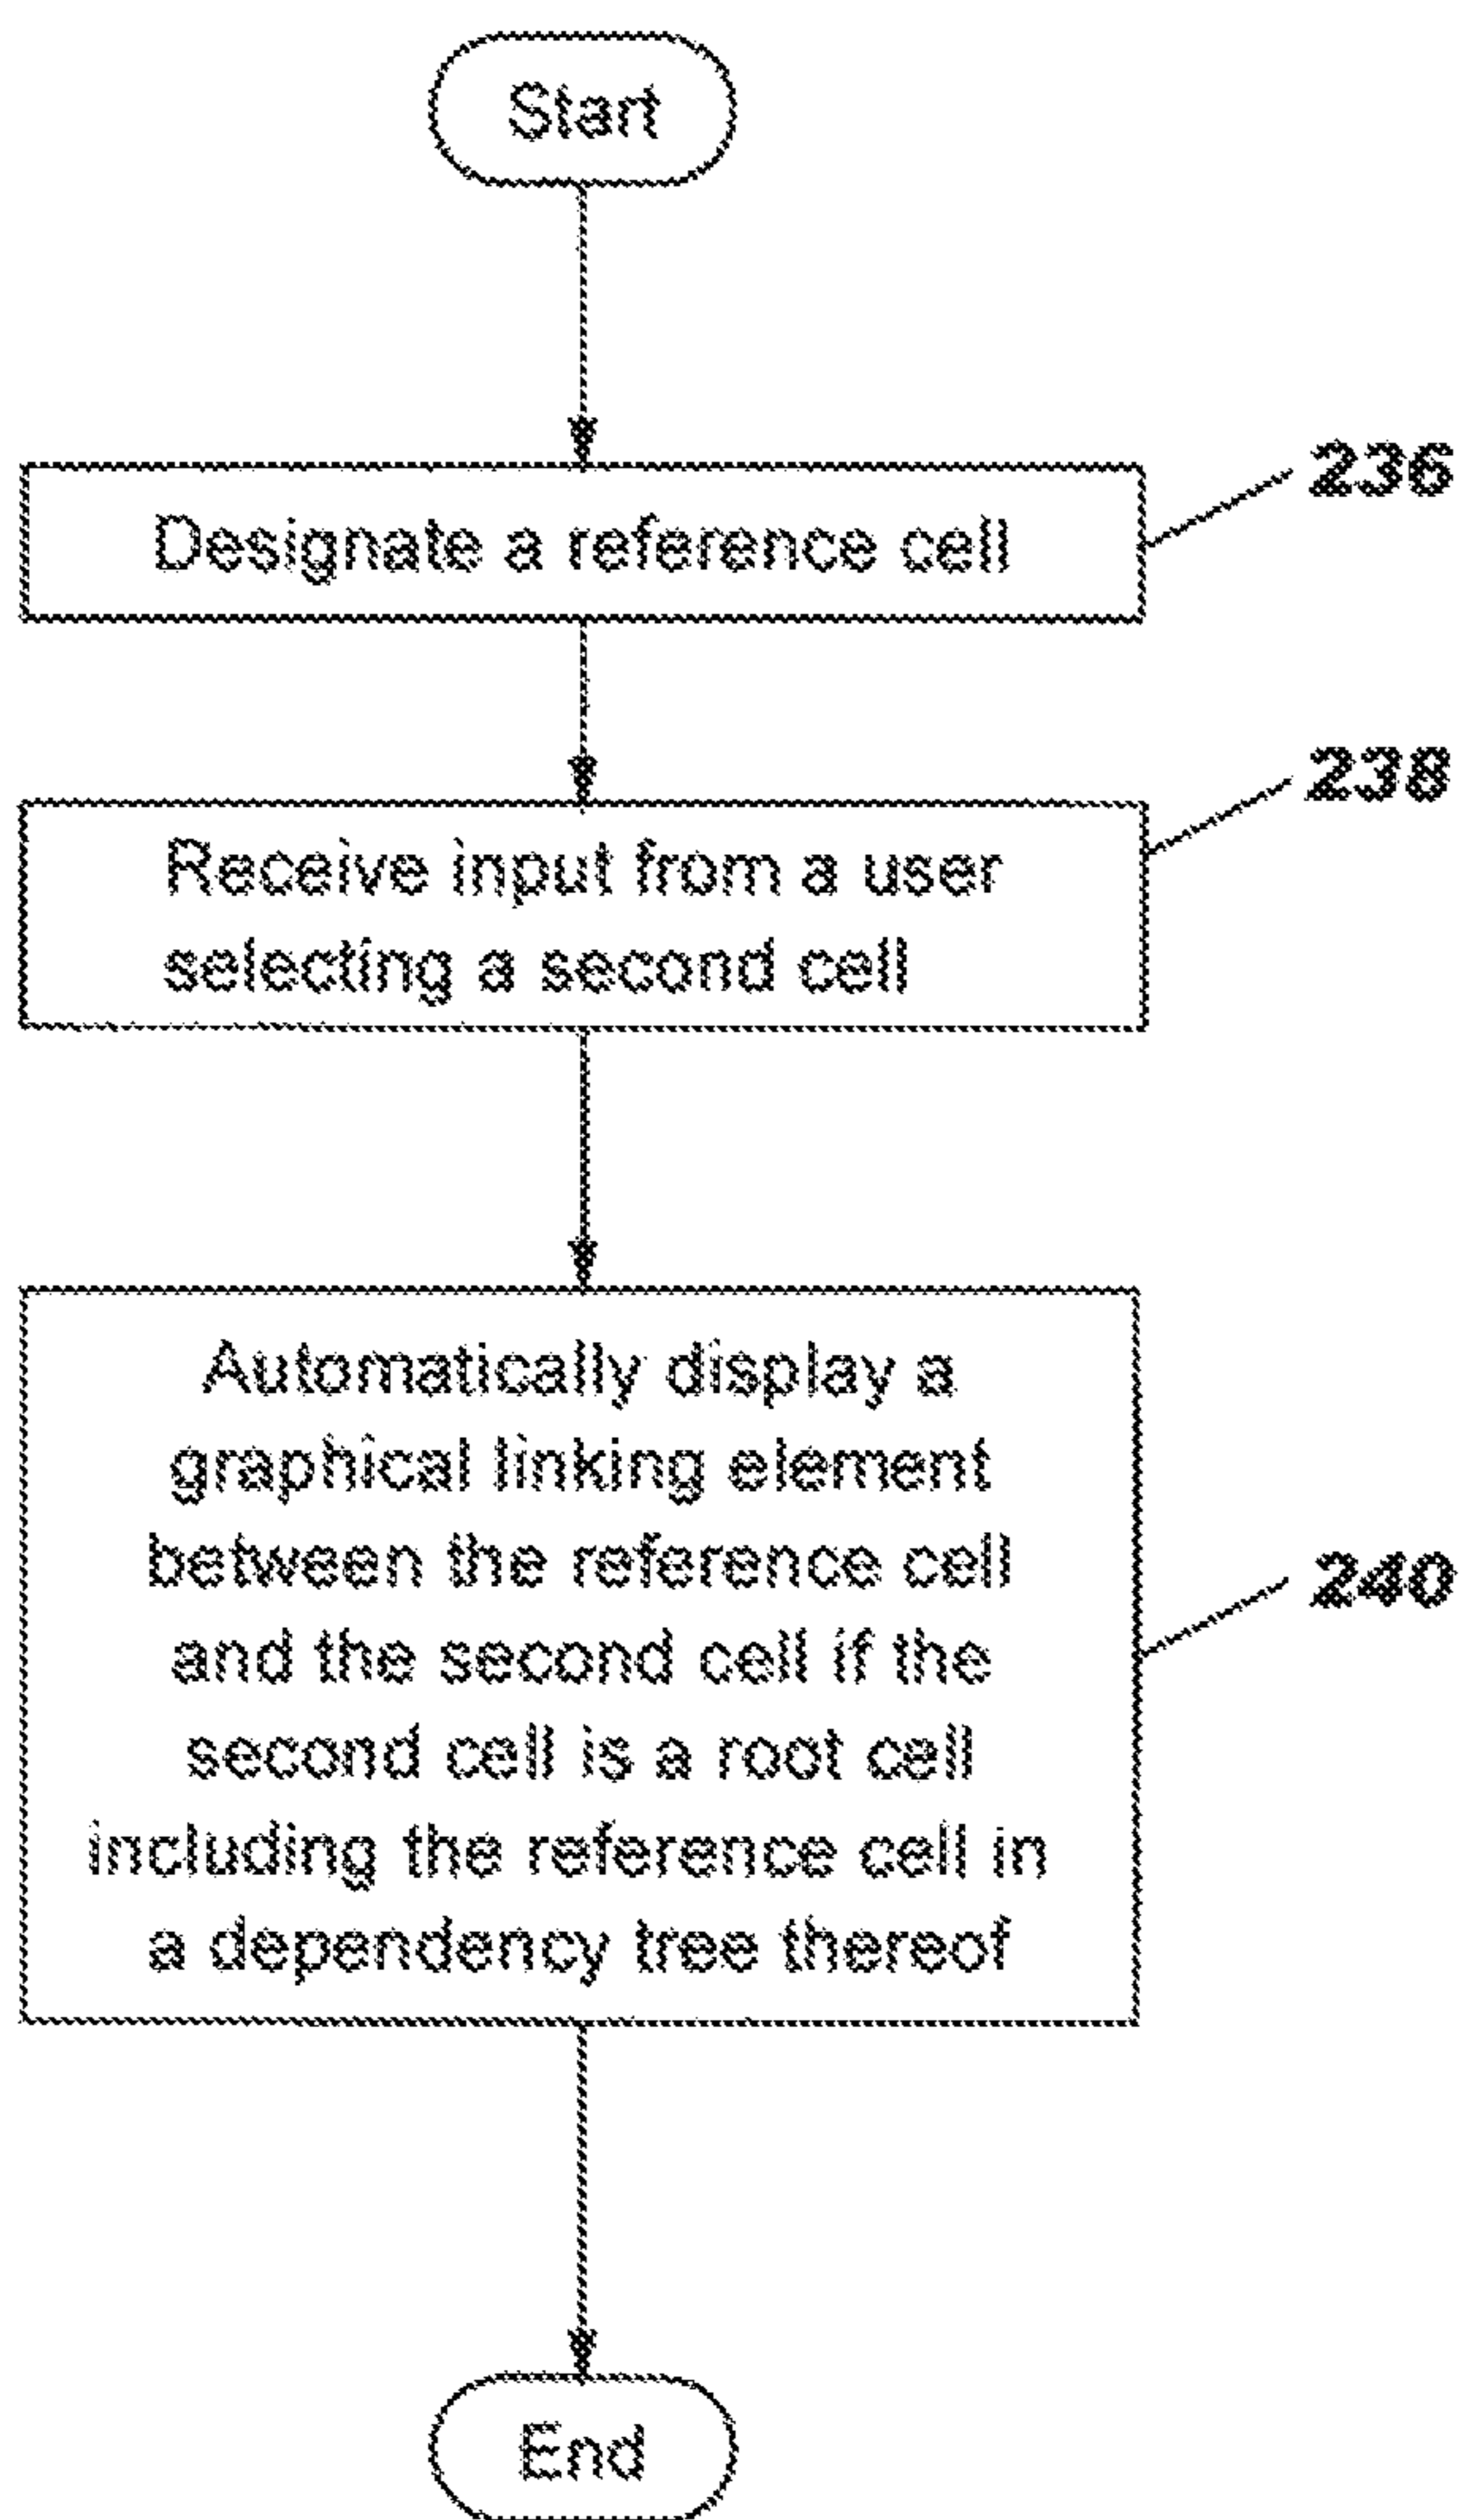 Start
Designate a reference cell
236
Receive input from a user
selecting a second cell
238
Automatically display a
graphical linking element
between the reference cell
and the second cell if the
second cell is a root cell
including the reference cell in
a dependency tree thereof
240
End